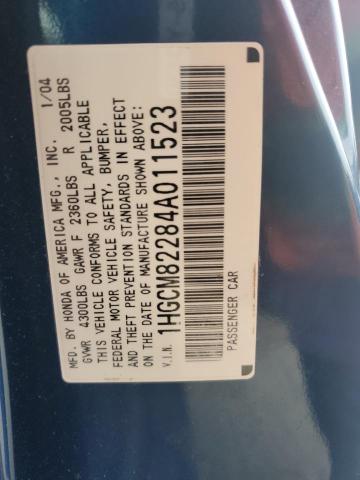 MFD. BY HONDA OF AMERICA MFG., INC. 1/04
GVWR 4300LBS GAWR F 2360LBS R 2005LBS
THIS VEHICLE CONFORMS TO ALL APPLICABLE
FEDERAL MOTOR VEHICLE SAFETY, BUMPER,
AND THEFT PREVENTION STANDARDS IN EFFECT
ON THE DATE OF MANUFACTURE SHOWN ABOVE.
V.I.N. 1HGCM82284A011523
PASSENGER CAR